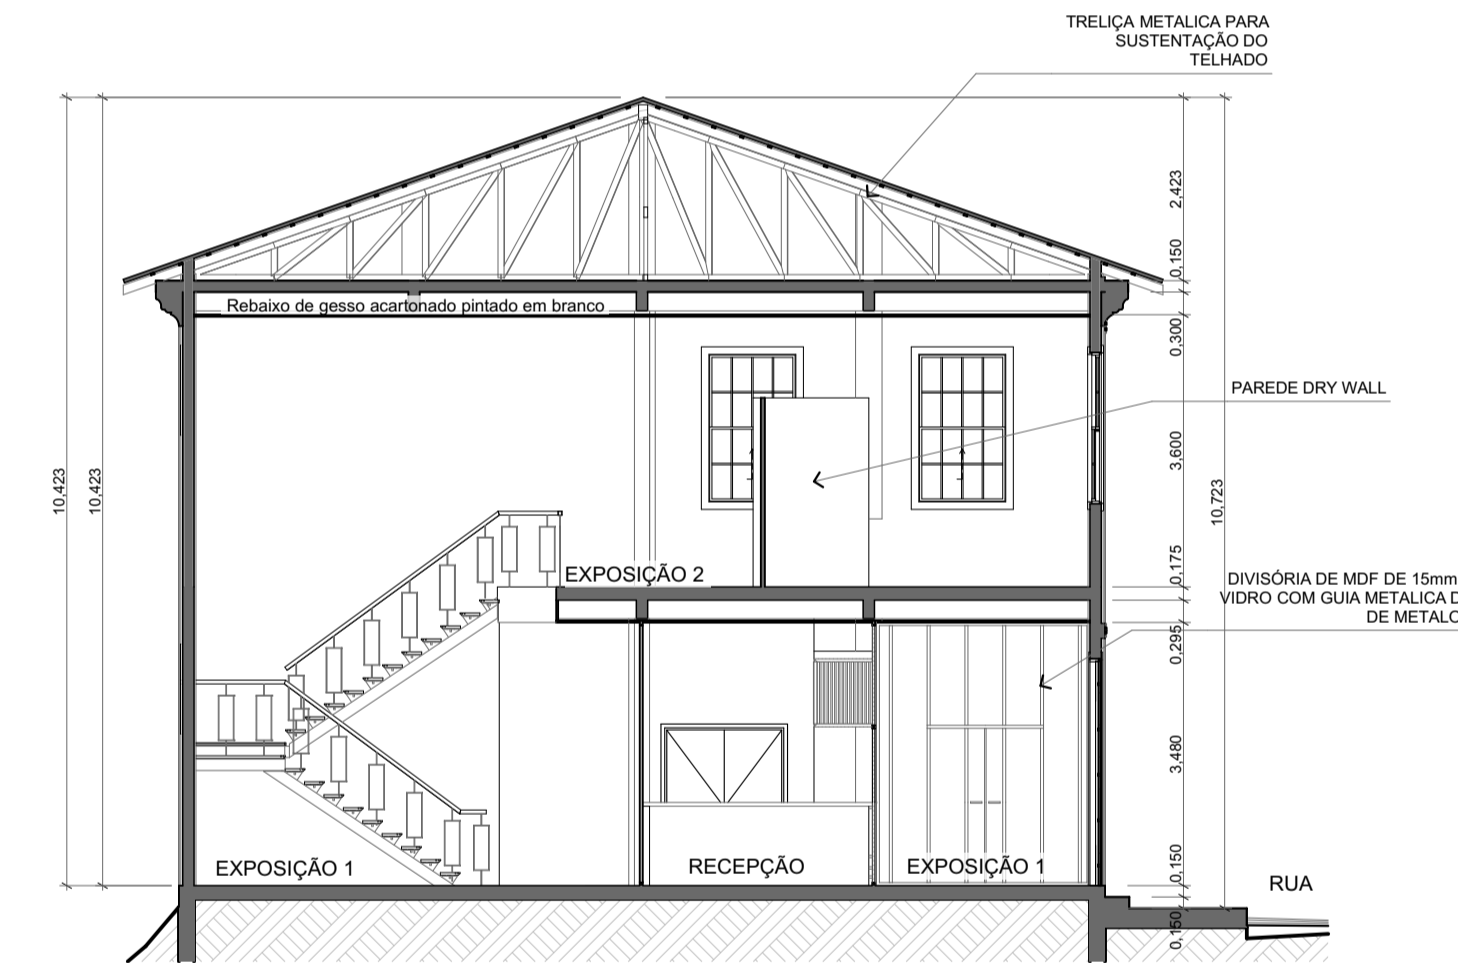 TRELIÇA METALICA PARA
SUSTENTAÇÃO DO
TELHADO
2,423
0,150
Rebaixo de gesso acartonado pintado em branco
0,300
PAREDE DRY WALL
3,600
10,423
10,423
10,723
0,175
EXPOSIÇÃO 2
DIVISÓRIA DE MDF DE 15mm
VIDRO COM GUIA METALICA D
DE METALO
0,295
3,480
0,150
EXPOSIÇÃO 1
RECEPÇÃO
EXPOSIÇÃO 1
RUA
0,150